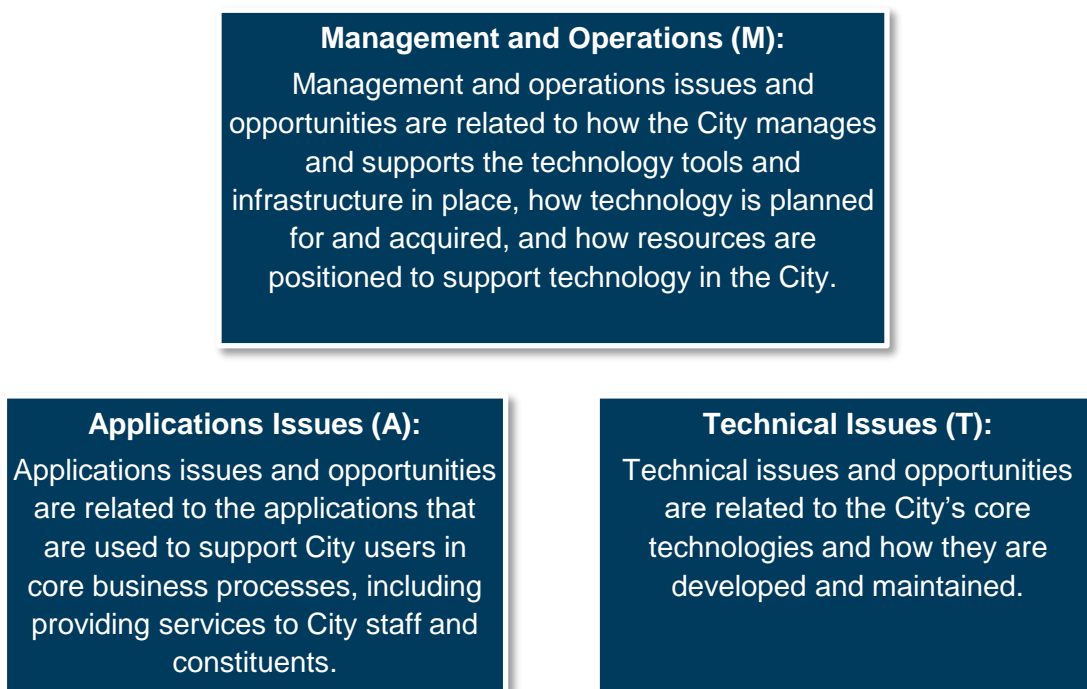 Management and Operations (M):
Management and operations issues and
opportunities are related to how the City manages
and supports the technology tools and
infrastructure in place, how technology is planned
for and acquired, and how resources are
positioned to support technology in the City.
Applications Issues (A):
Applications issues and opportunities
are related to the applications that
are used to support City users in
core business processes, including
providing services to City staff and
constituents.
Technical Issues (T):
Technical issues and opportunities
are related to the City’s core
technologies and how they are
developed and maintained.